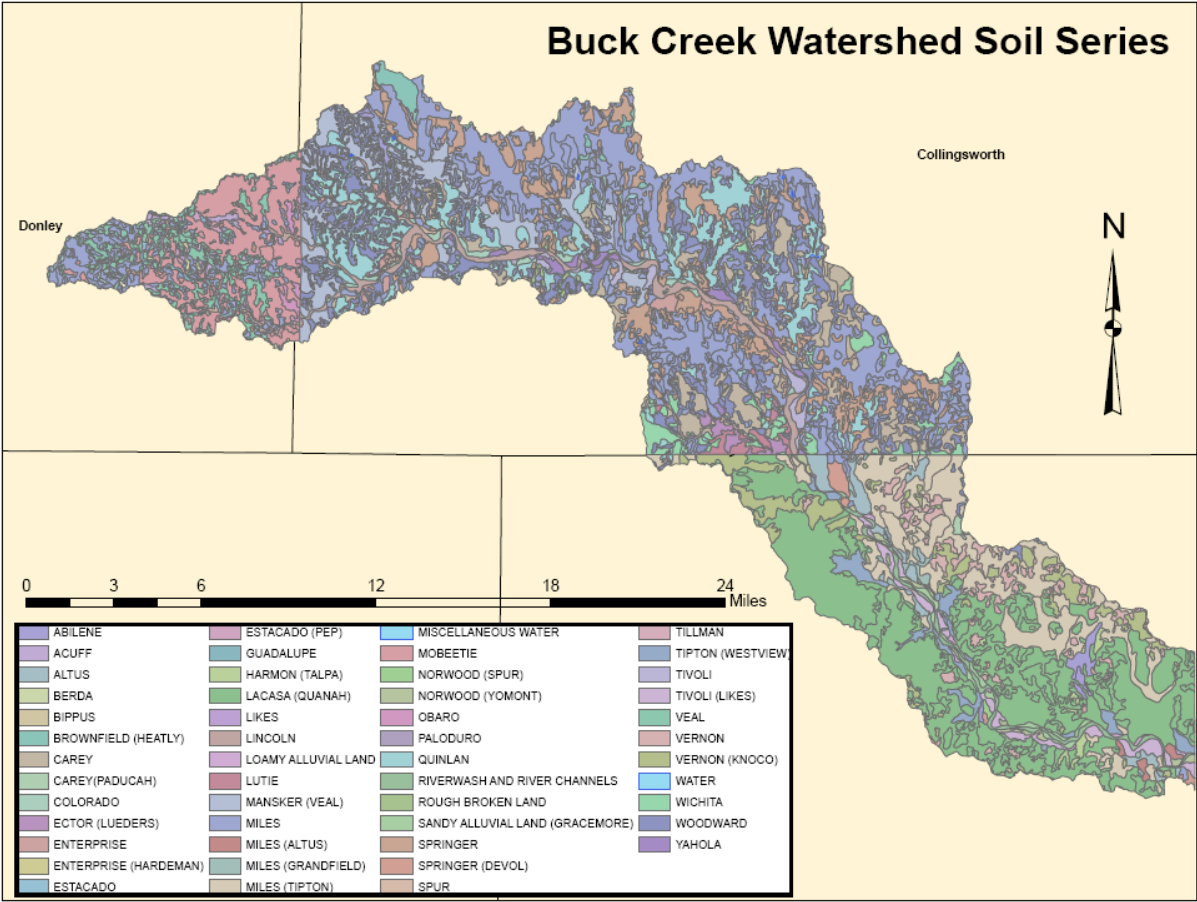 Buck Creek Watershed Soil Series
Collingsworth
Donley
N
0 3 6 12 18 24
Miles
ABILENE
ACUFF
ALTUS
BERDA
BIPPUS
BROWNFIELD (HEATLY)
CAREY
CAREY(PADUCAH)
COLORADO
ECTOR (LUEDERS)
ENTERPRISE
ENTERPRISE (HARDEMAN)
ESTACADO
ESTACADO (PEP)
GUADALUPE
HARMON (TALPA)
LACASA (QUANAH)
LIKES
LINCOLN
LOAMY ALLUVIAL LAND
LUTIE
MANSKER (VEAL)
MILES
MILES (ALTUS)
MILES (GRANDFIELD)
MILES (TIPTON)
MISCELLANEOUS WATER
MOBEETIE
NORWOOD (SPUR)
NORWOOD (YOMONT)
OBARO
PALODURO
QUINLAN
RIVERWASH AND RIVER CHANNELS
ROUGH BROKEN LAND
SANDY ALLUVIAL LAND (GRACEMORE)
SPRINGER
SPRINGER (DEVOL)
SPUR
TILLMAN
TIPTON (WESTVIEW)
TIVOLI
TIVOLI (LIKES)
VEAL
VERNON
VERNON (KNOCO)
WATER
WICHITA
WOODWARD
YAHOLA